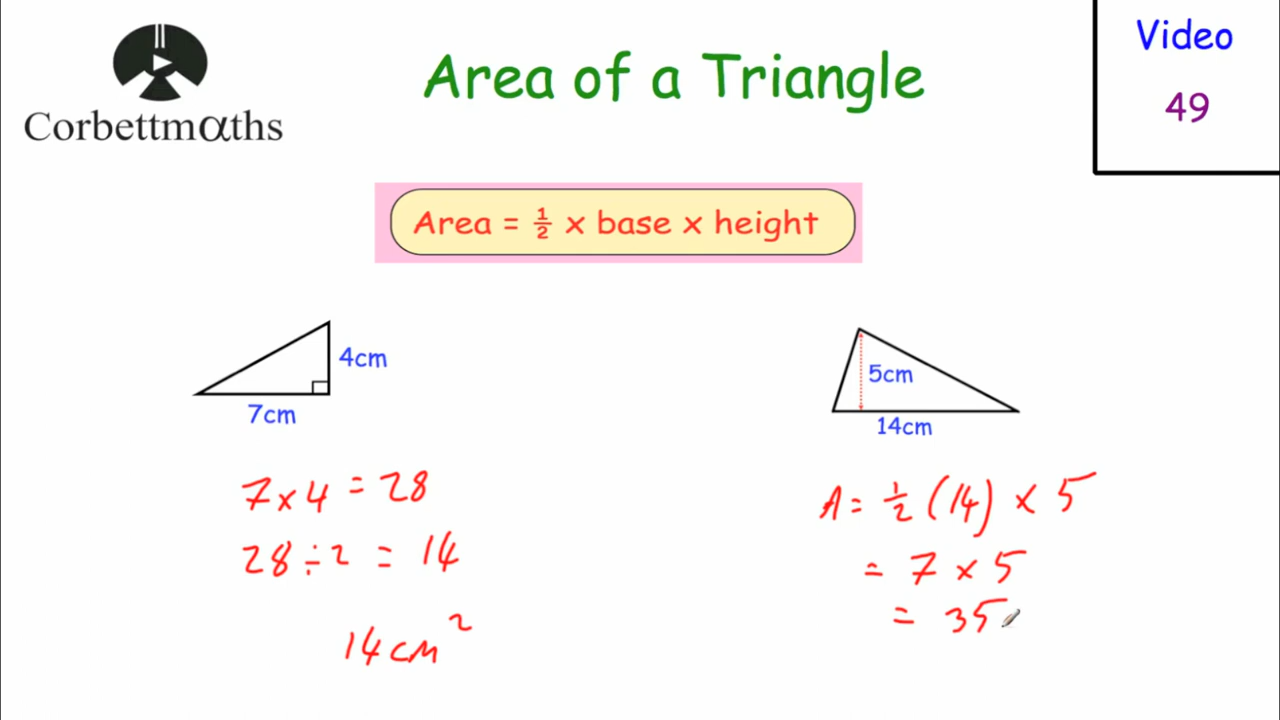 Corbettmαths
Area of a Triangle
Video
49
Area = ½ x base x height
4cm
7cm
7 x 4 = 28
28 ÷ 2 = 14
14 cm²
5cm
14cm
A = ½ (14) x 5
= 7 x 5
= 35